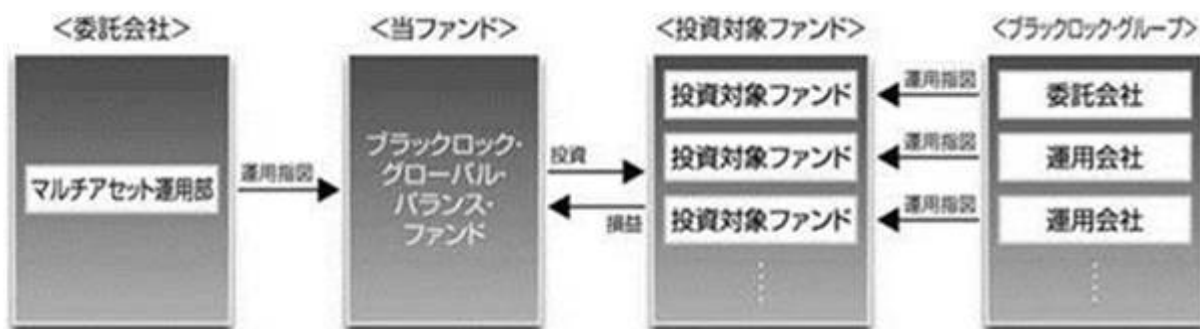 <委託会社>
<当ファンド>
<投資対象ファンド>
<ブラックロック・グループ>
マルチアセット運用部
運用指図
ブラックロック・
グローバル・
バランス・
ファンド
投資
損益
投資対象ファンド
運用指図
委託会社
投資対象ファンド
運用指図
運用会社
投資対象ファンド
運用指図
運用会社